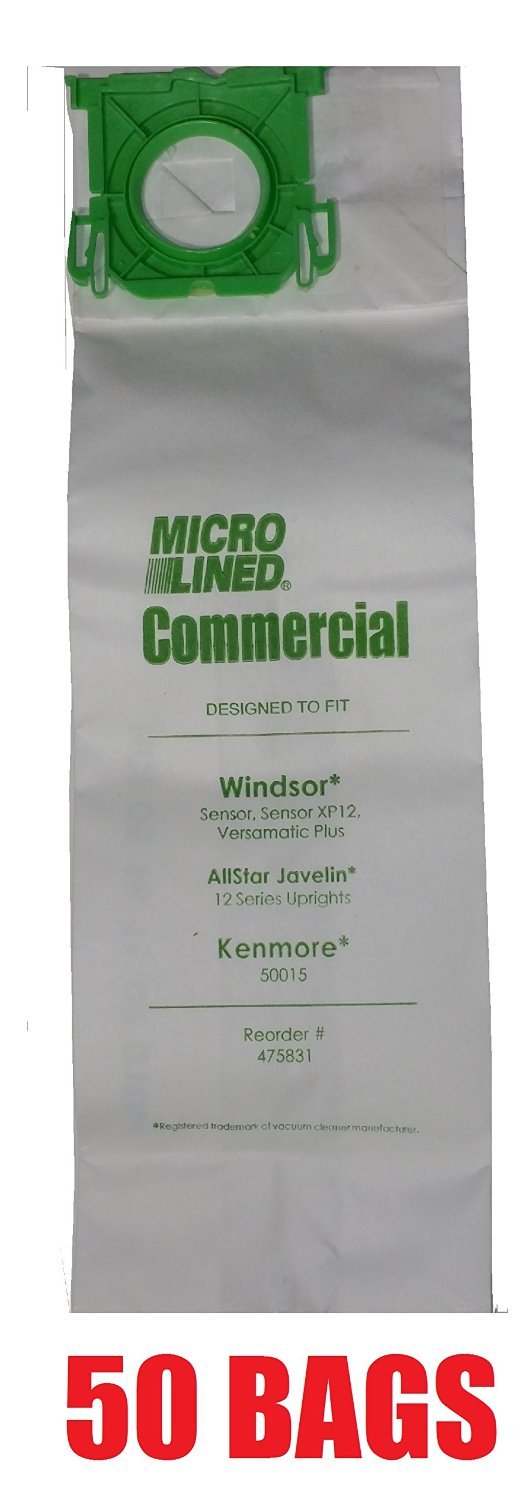 MICRO
LINED®
Commercial
DESIGNED TO FIT
Windsor*
Sensor, Sensor XP12,
Versamatic Plus
AllStar Javelin*
12 Series Uprights
Kenmore*
50015
Reorder #
475831
*Registered trademark of vacuum cleaner manufacturer.
50 BAGS